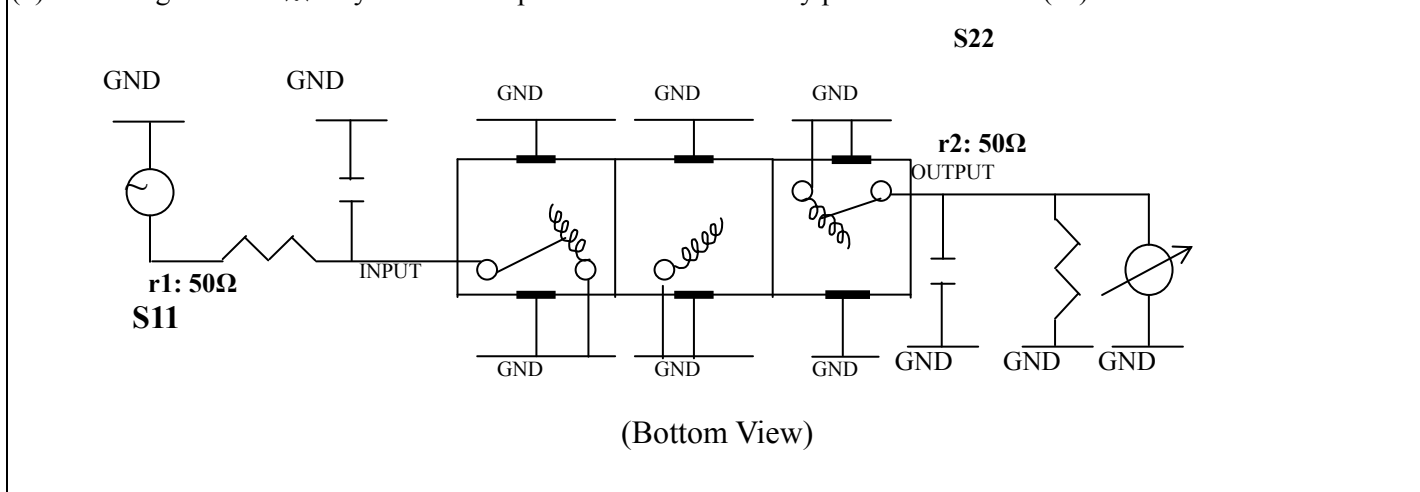 S22
GND GND GND GND GND
r2: 50Ω
OUTPUT
INPUT
r1: 50Ω
S11
GND GND GND GND GND GND
(Bottom View)